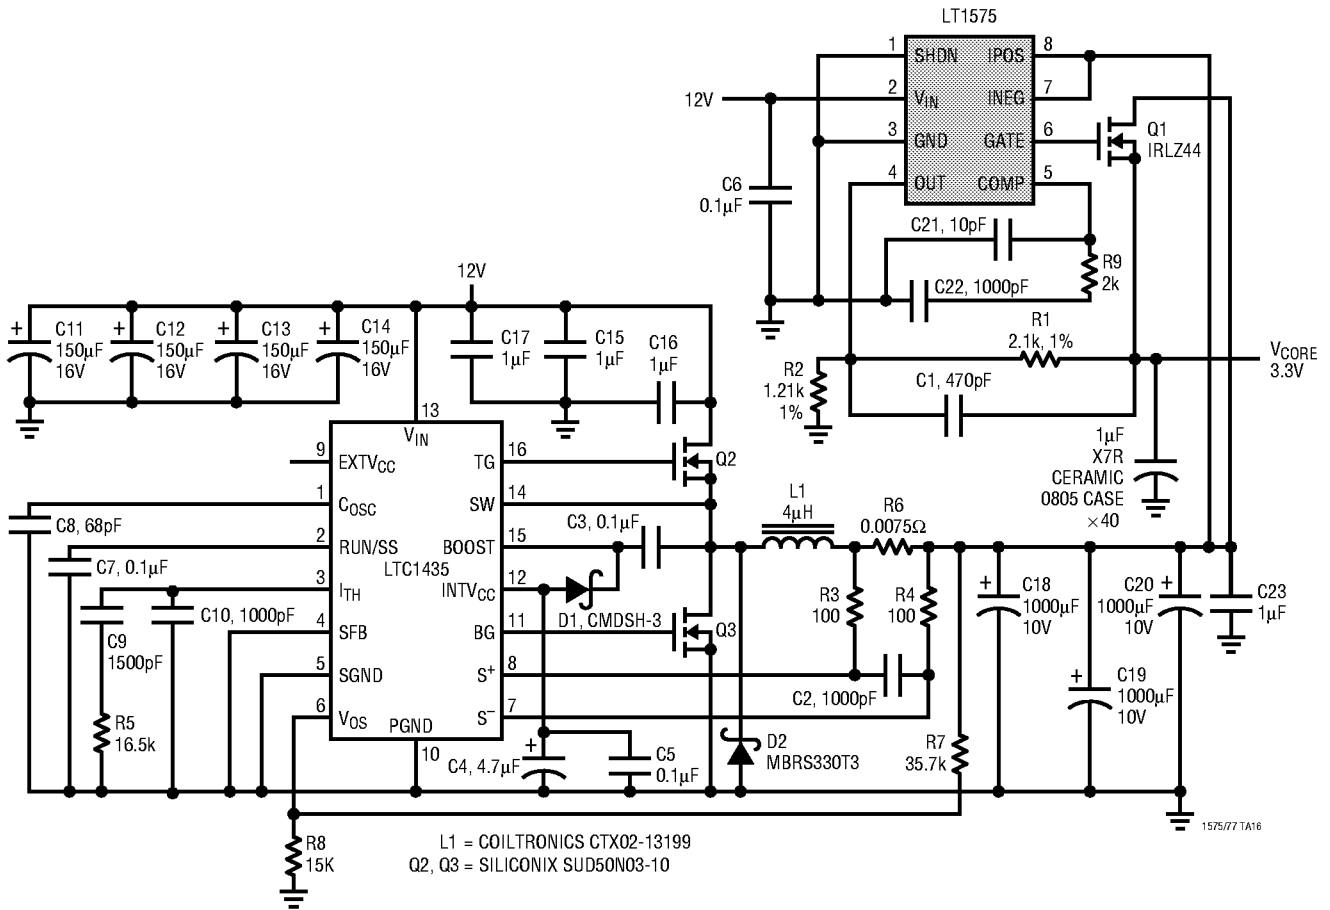 LT1575
1
SHDN
IPOS
8
12V
2
VIN
INEG
7
3
GND
GATE
6
Q1
IRLZ44
4
OUT
COMP
5
C6
0.1µF
C21, 10pF
R9
2k
C22, 1000pF
R1
2.1k, 1%
R2
1.21k
1%
C1, 470pF
VCORE
3.3V
1µF
X7R
CERAMIC
0805 CASE
×40
12V
+
C11
150µF
16V
+
C12
150µF
16V
+
C13
150µF
16V
+
C14
150µF
16V
C17
1µF
C15
1µF
C16
1µF
13
VIN
9
EXTVCC
TG
16
Q2
1
COSC
SW
14
C8, 68pF
2
RUN/SS
BOOST
15
C3, 0.1µF
L1
4µH
R6
0.0075Ω
LTC1435
C7, 0.1µF
3
ITH
INTVCC
12
D1, CMDSH-3
C9
1500pF
C10, 1000pF
4
SFB
BG
11
Q3
R3
100
R4
100
+
C18
1000µF
10V
C20
1000µF
10V
+
C23
1µF
5
SGND
S+
8
C2, 1000pF
+
C19
1000µF
10V
6
VOS
S−
7
PGND
10
R5
16.5k
+
C4, 4.7µF
C5
0.1µF
D2
MBRS330T3
R7
35.7k
R8
15K
L1 = COILTRONICS CTX02-13199
Q2, Q3 = SILICONIX SUD50N03-10
1575/77 TA16